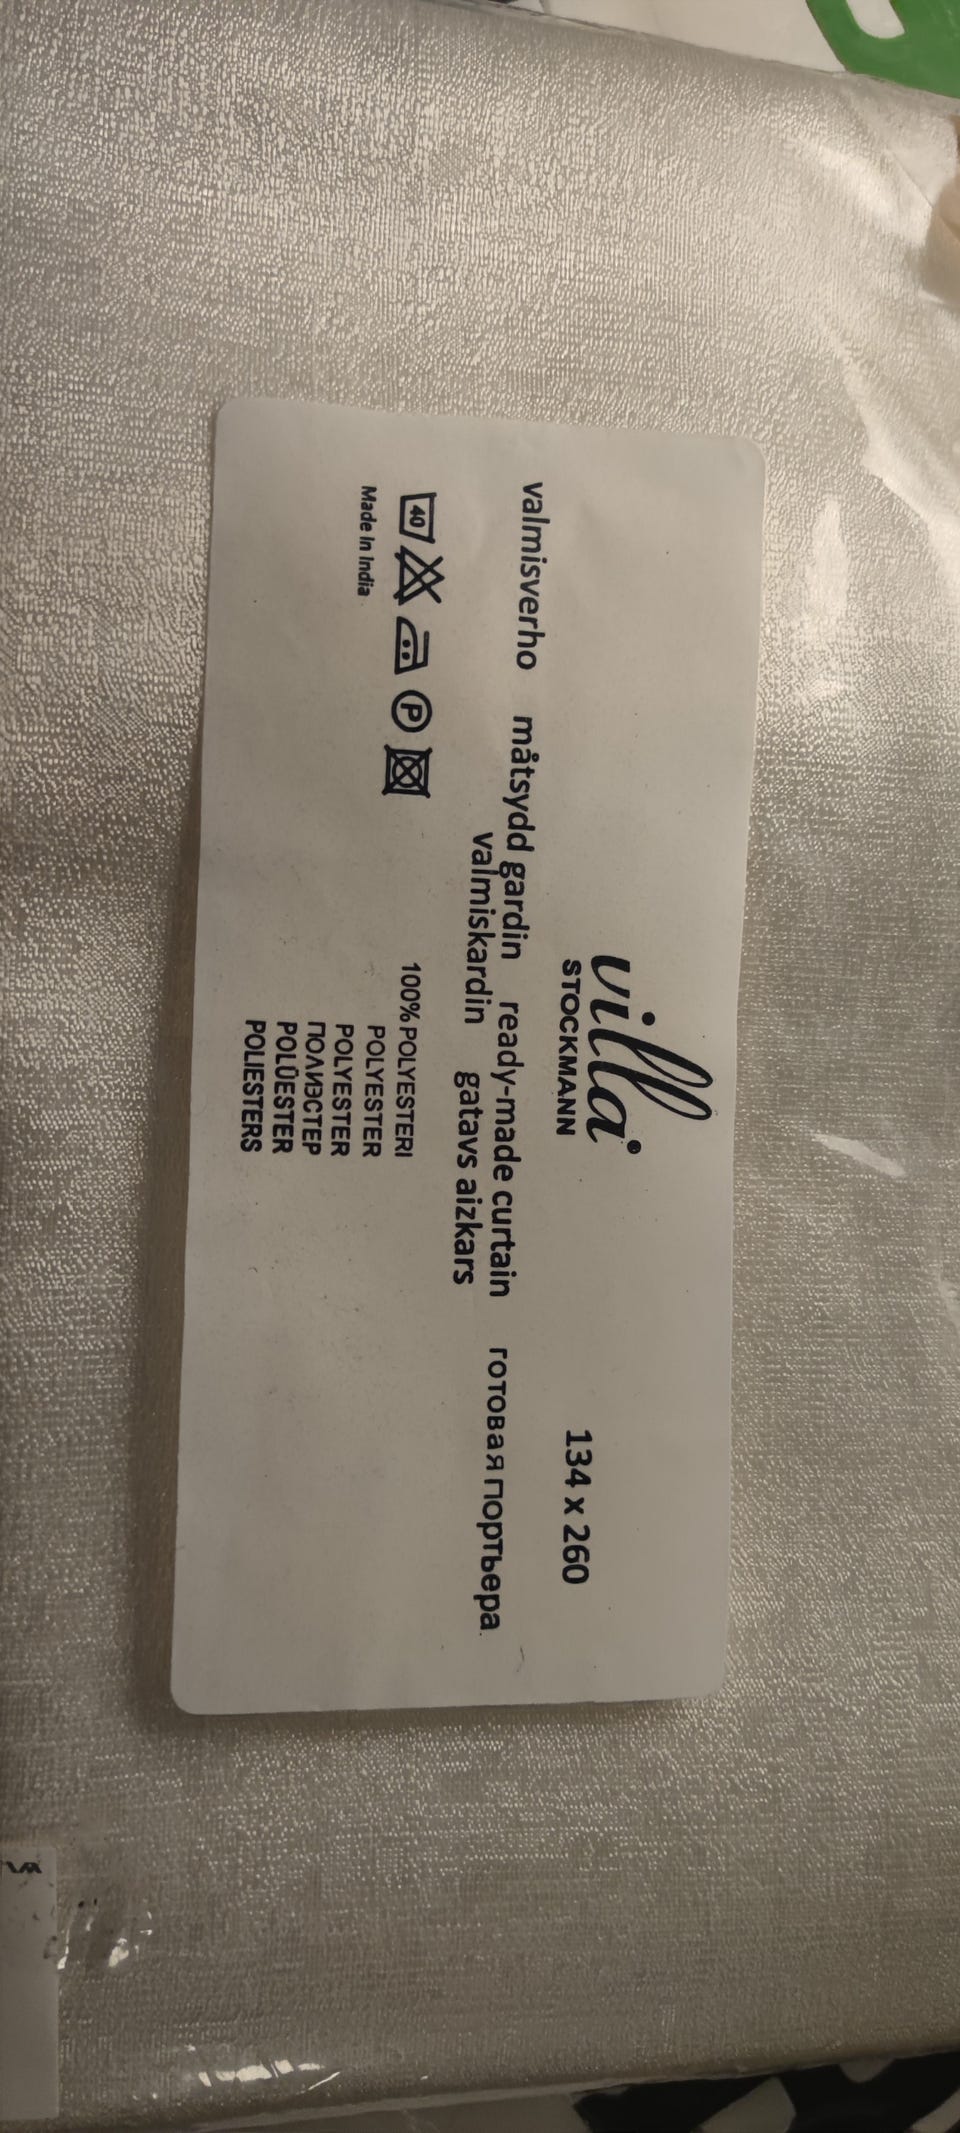 villa®
STOCKMANN
134 x 260
valmisverho måtsydd gardin ready-made curtain готовая портьера
valmiskardin gatavs aizkars
40 P
Made In India
100%POLYESTERI
POLYESTER
POLYESTER
ПОЛИЭСТЕР
POLÜESTER
POLIESTERS